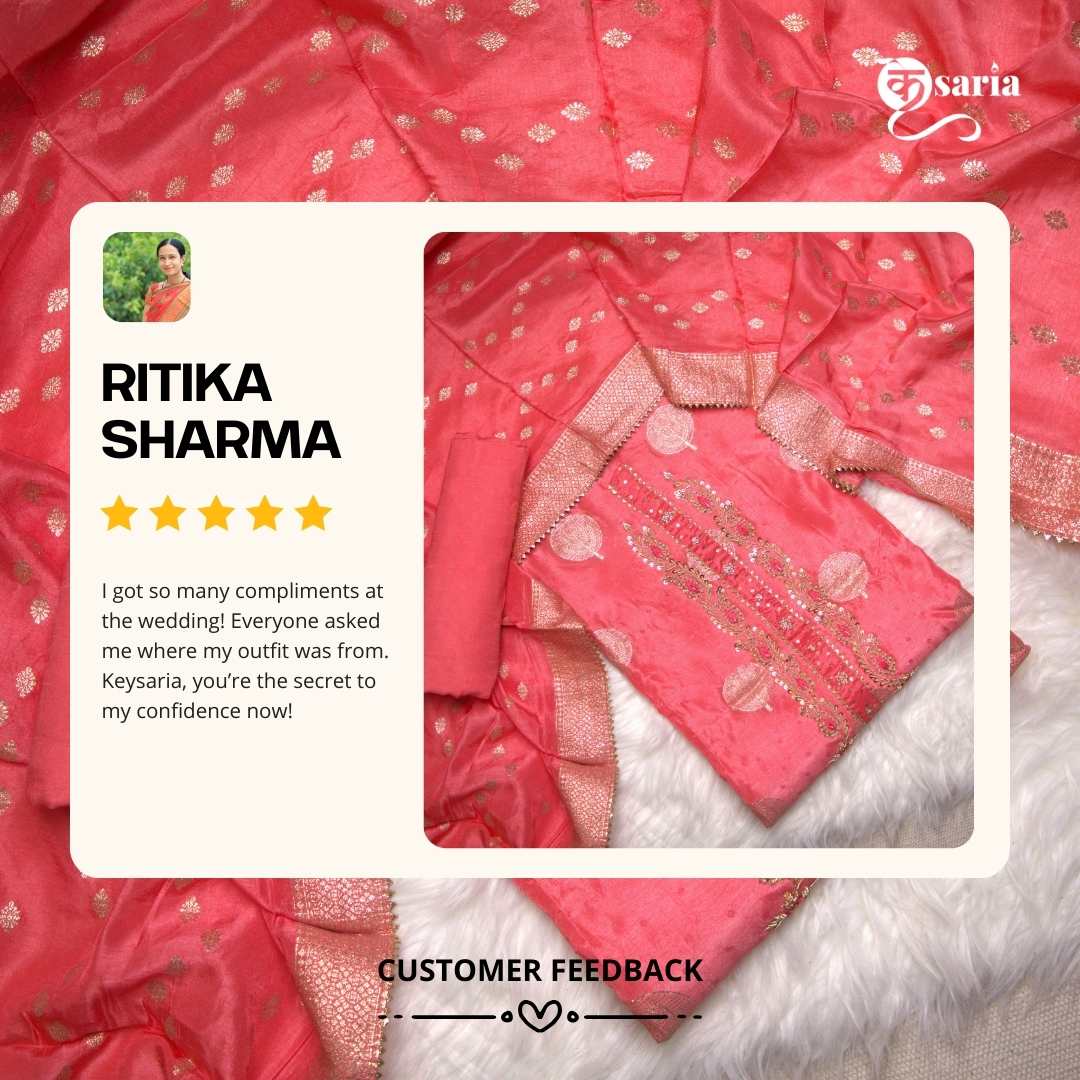 केsaria
RITIKA
SHARMA
I got so many compliments at
the wedding! Everyone asked
me where my outfit was from.
Keysaria, you’re the secret to
my confidence now!
CUSTOMER FEEDBACK